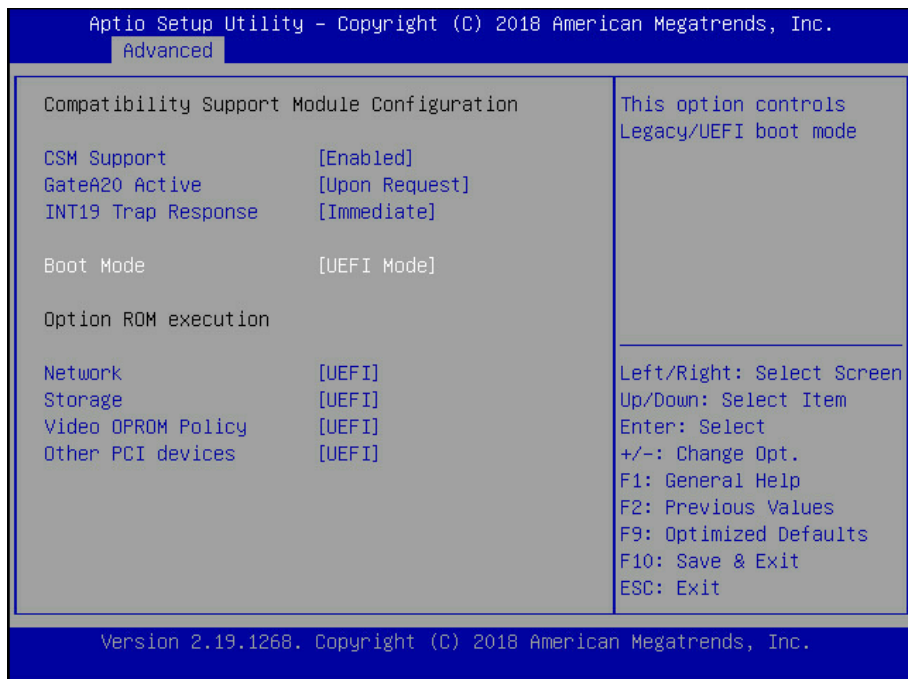 Aptio Setup Utility – Copyright (C) 2018 American Megatrends, Inc.
Advanced
Compatibility Support Module Configuration
CSM Support [Enabled]
GateA20 Active [Upon Request]
INT19 Trap Response [Immediate]
Boot Mode [UEFI Mode]
Option ROM execution
Network [UEFI]
Storage [UEFI]
Video OPROM Policy [UEFI]
Other PCI devices [UEFI]
This option controls
Legacy/UEFI boot mode
Left/Right: Select Screen
Up/Down: Select Item
Enter: Select
+/-: Change Opt.
F1: General Help
F2: Previous Values
F9: Optimized Defaults
F10: Save & Exit
ESC: Exit
Version 2.19.1268. Copyright (C) 2018 American Megatrends, Inc.